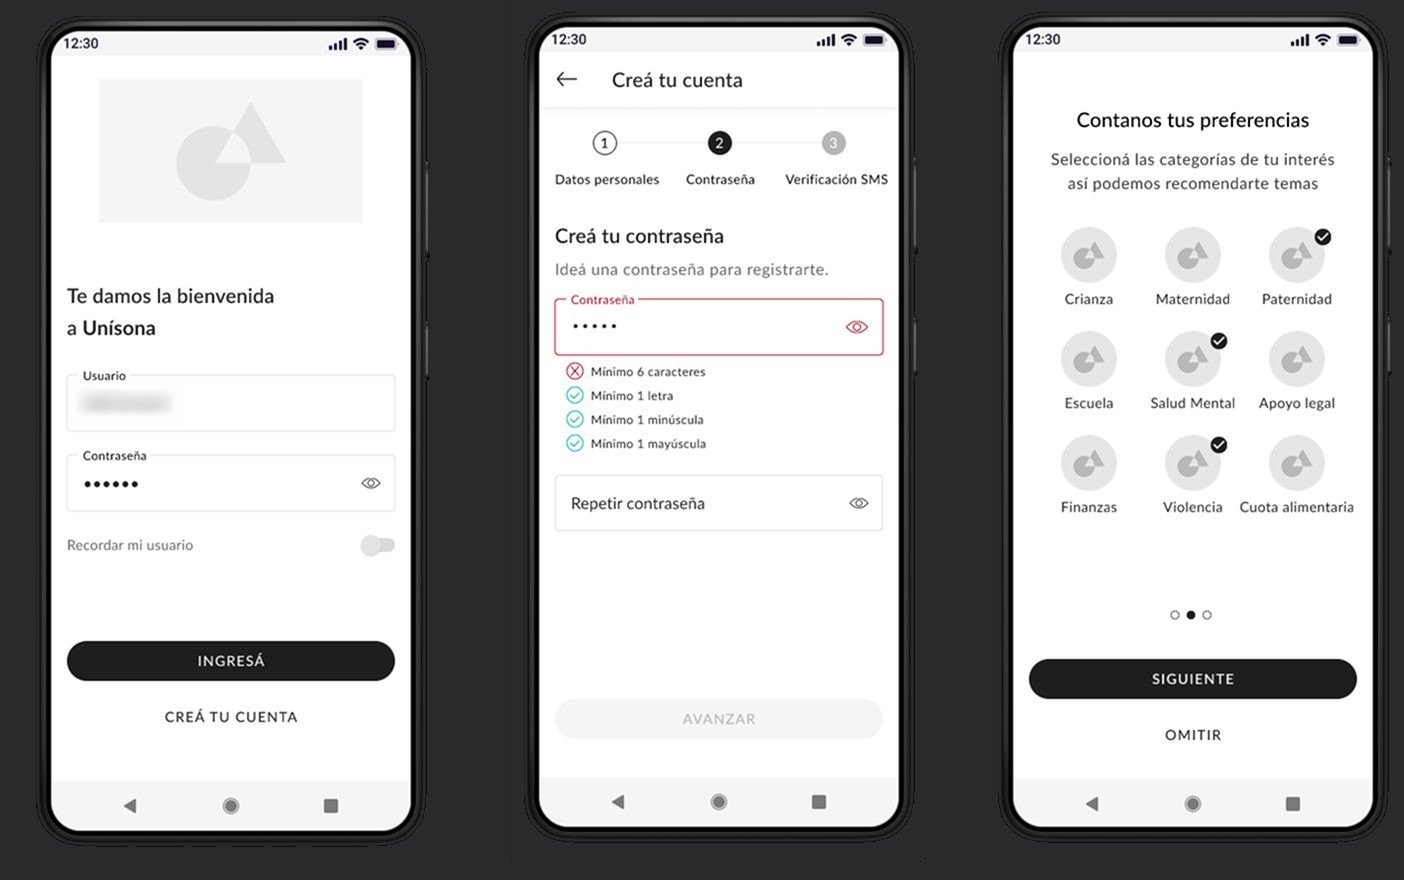 12:30
Te damos la bienvenida
a Unísona
Usuario
Contraseña
••••••
Recordar mi usuario
INGRESÁ
CREÁ TU CUENTA
12:30
Creá tu cuenta
1 2 3
Datos personales Contraseña Verificación SMS
Creá tu contraseña
Ideá una contraseña para registrarte.
Contraseña
•••••
Mínimo 6 caracteres
Mínimo 1 letra
Mínimo 1 minúscula
Mínimo 1 mayúscula
Repetir contraseña
AVANZAR
12:30
Contanos tus preferencias
Seleccioná las categorías de tu interés
así podemos recomendarte temas
Crianza Maternidad Paternidad
Escuela Salud Mental Apoyo legal
Finanzas Violencia Cuota alimentaria
SIGUIENTE
OMITIR